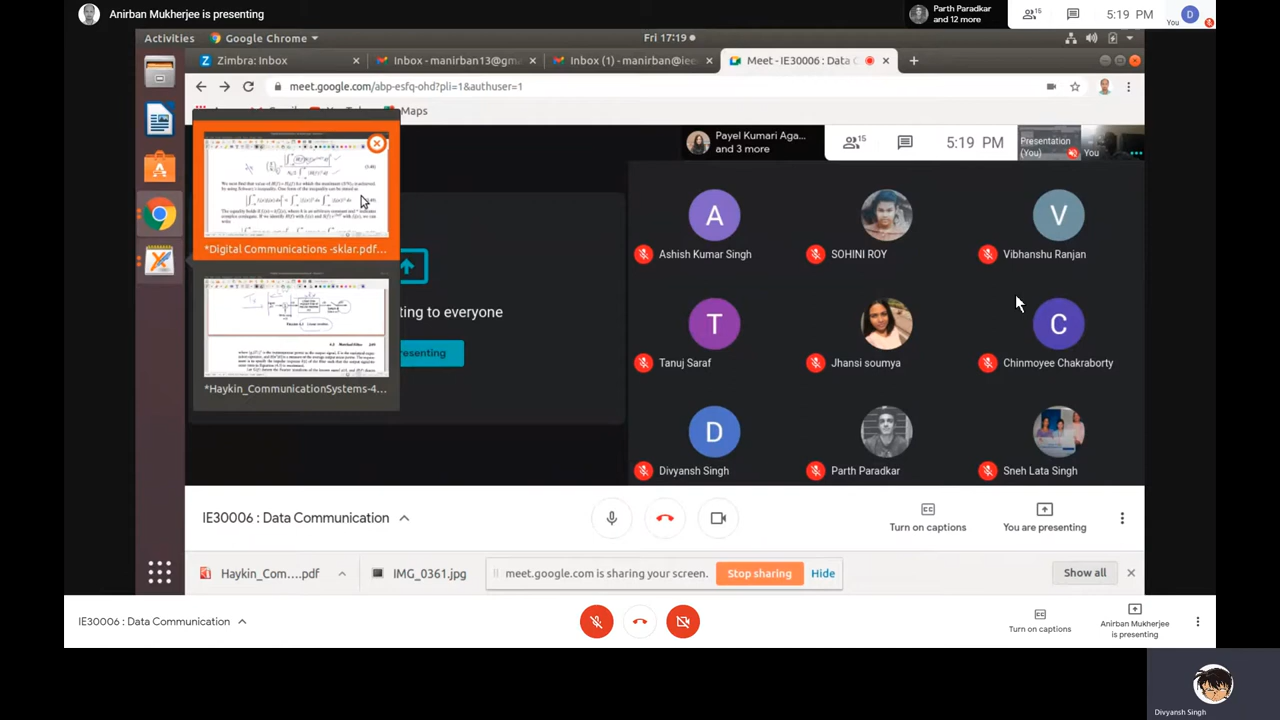 Anirban Mukherjee is presenting
Parth Paradkar
and 12 more
15
5:19 PM
You
D
Activities
Google Chrome
Fri 17:19
Zimbra: Inbox
Inbox - manirban13@gm
Inbox (1) - manirban@iee
Meet - IE30006 : Data C
meet.google.com/abp-esfq-ohd?pli=1&authuser=1
Maps
Payel Kumari Aga...
and 3 more
15
5:19 PM
Presentation
(You)
You
*Digital Communications -sklar.pdf...
*Haykin_CommunicationSystems-4...
ting to everyone
resenting
A
Ashish Kumar Singh
SOHINI ROY
V
Vibhanshu Ranjan
T
Tanuj Saraf
Jhansi soumya
C
Chinmoyee Chakraborty
D
Divyansh Singh
Parth Paradkar
Sneh Lata Singh
IE30006 : Data Communication
Turn on captions
You are presenting
Haykin_Com....pdf
IMG_0361.jpg
meet.google.com is sharing your screen.
Stop sharing
Hide
Show all
IE30006 : Data Communication
Turn on captions
Anirban Mukherjee
is presenting
Divyansh Singh